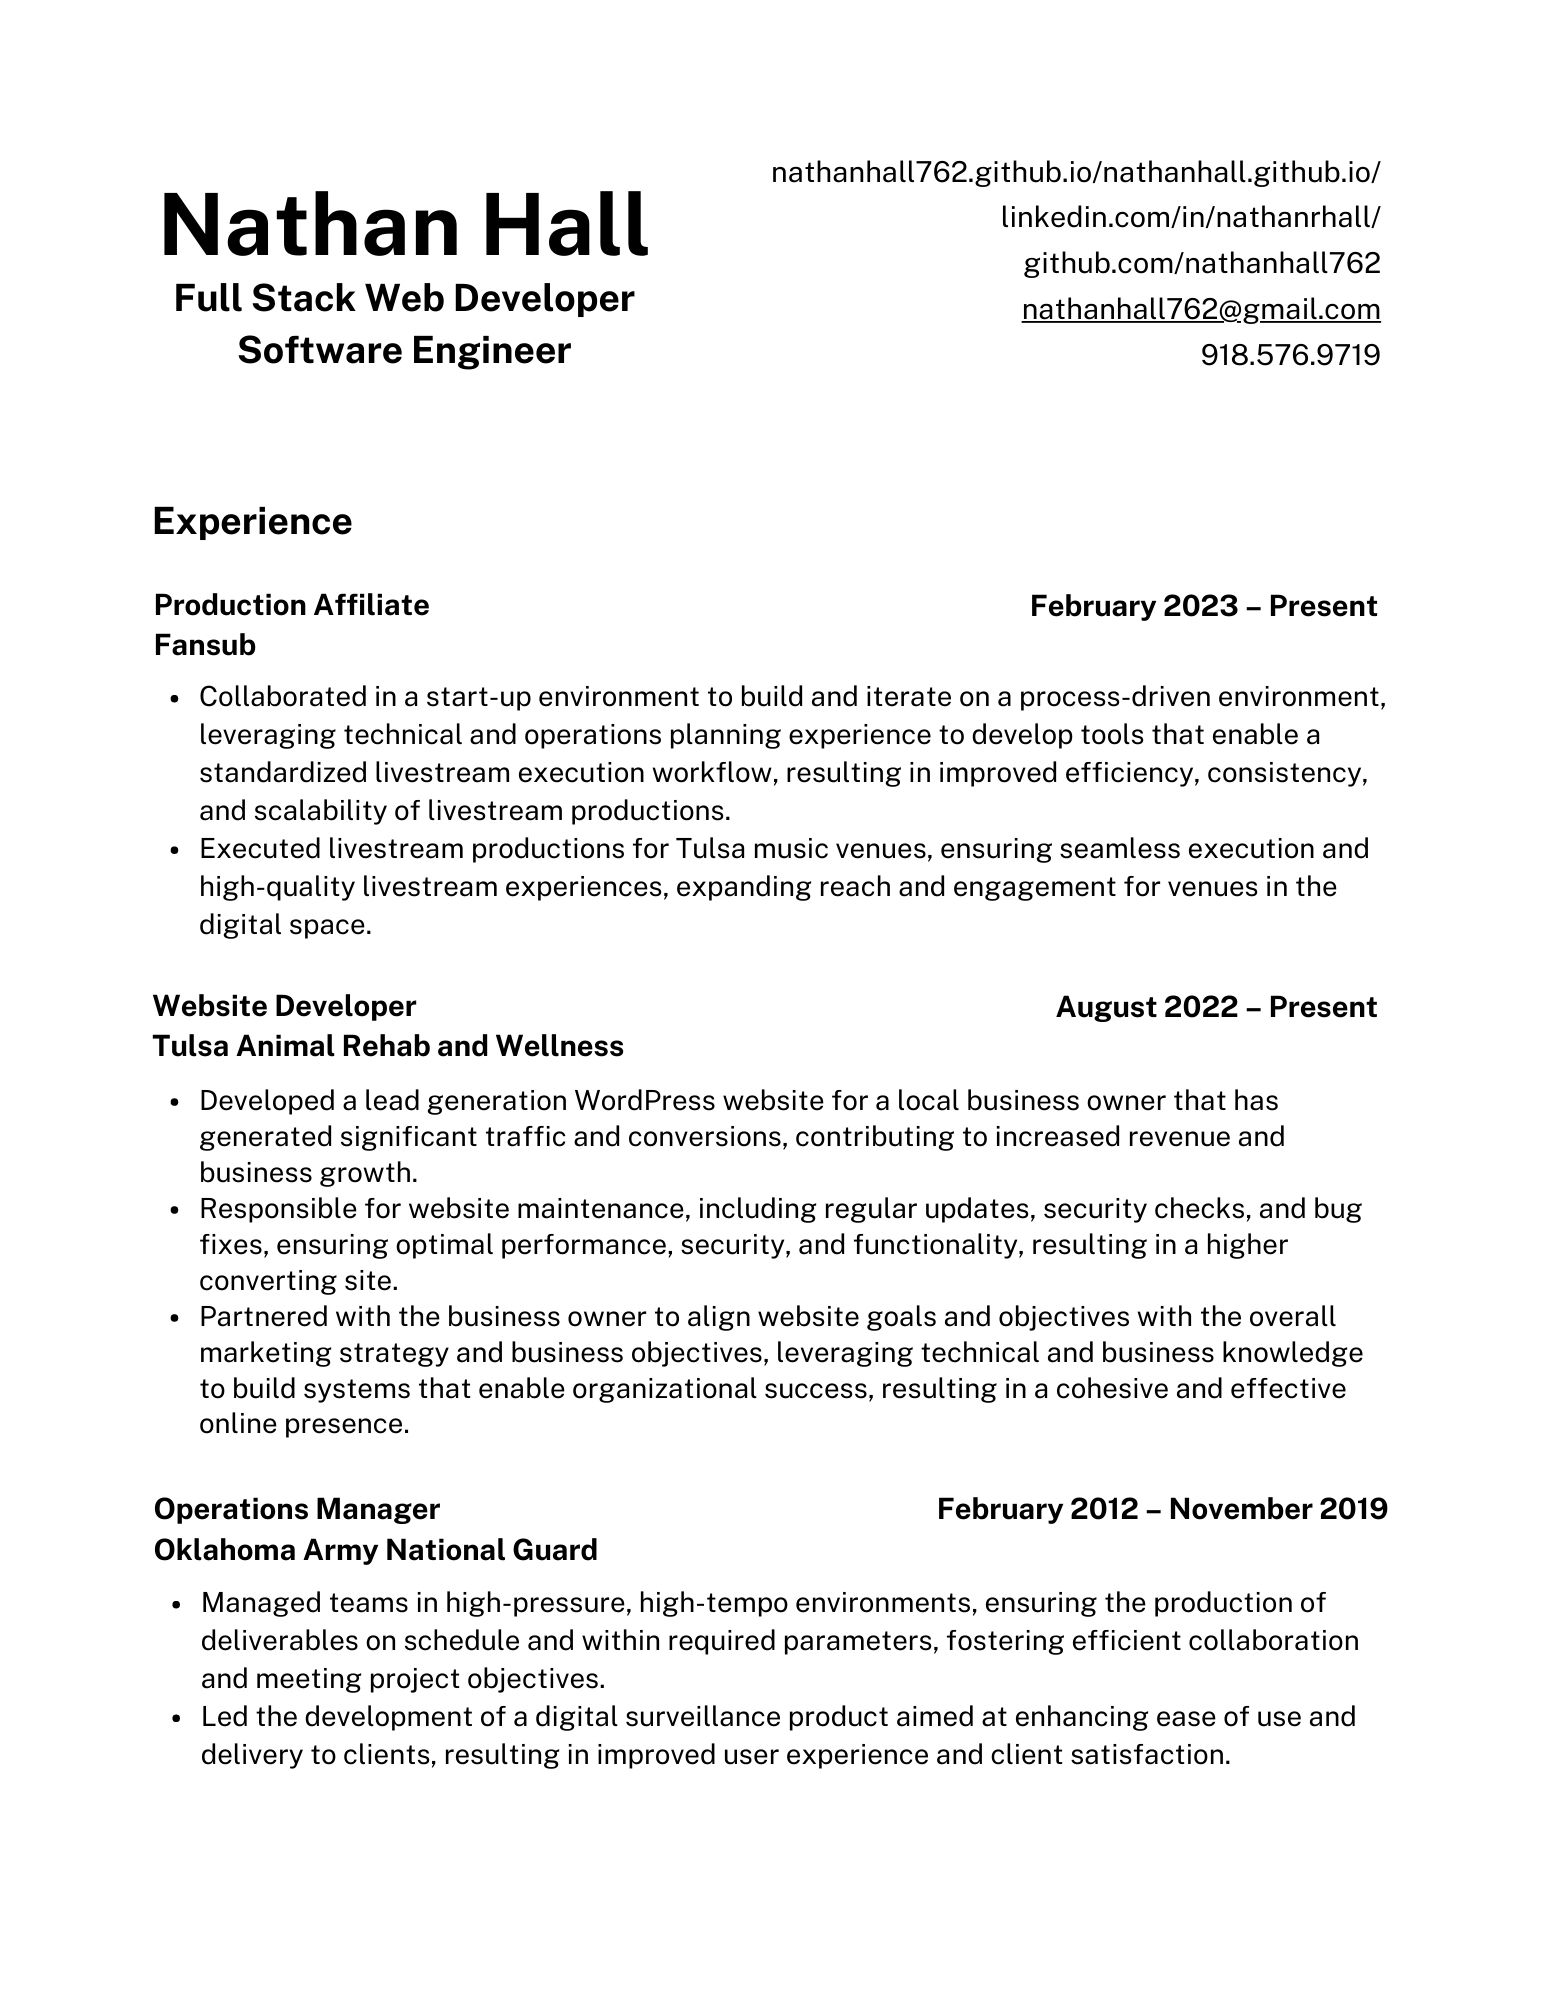 Nathan Hall
Full Stack Web Developer
Software Engineer
nathanhall762.github.io/nathanhall.github.io/
linkedin.com/in/nathanrhall/
github.com/nathanhall762
nathanhall762@gmail.com
918.576.9719
Experience
Production Affiliate
February 2023 – Present
Fansub
• Collaborated in a start-up environment to build and iterate on a process-driven environment,
leveraging technical and operations planning experience to develop tools that enable a
standardized livestream execution workflow, resulting in improved efficiency, consistency,
and scalability of livestream productions.
• Executed livestream productions for Tulsa music venues, ensuring seamless execution and
high-quality livestream experiences, expanding reach and engagement for venues in the
digital space.
Website Developer
August 2022 – Present
Tulsa Animal Rehab and Wellness
• Developed a lead generation WordPress website for a local business owner that has
generated significant traffic and conversions, contributing to increased revenue and
business growth.
• Responsible for website maintenance, including regular updates, security checks, and bug
fixes, ensuring optimal performance, security, and functionality, resulting in a higher
converting site.
• Partnered with the business owner to align website goals and objectives with the overall
marketing strategy and business objectives, leveraging technical and business knowledge
to build systems that enable organizational success, resulting in a cohesive and effective
online presence.
Operations Manager
February 2012 – November 2019
Oklahoma Army National Guard
• Managed teams in high-pressure, high-tempo environments, ensuring the production of
deliverables on schedule and within required parameters, fostering efficient collaboration
and meeting project objectives.
• Led the development of a digital surveillance product aimed at enhancing ease of use and
delivery to clients, resulting in improved user experience and client satisfaction.